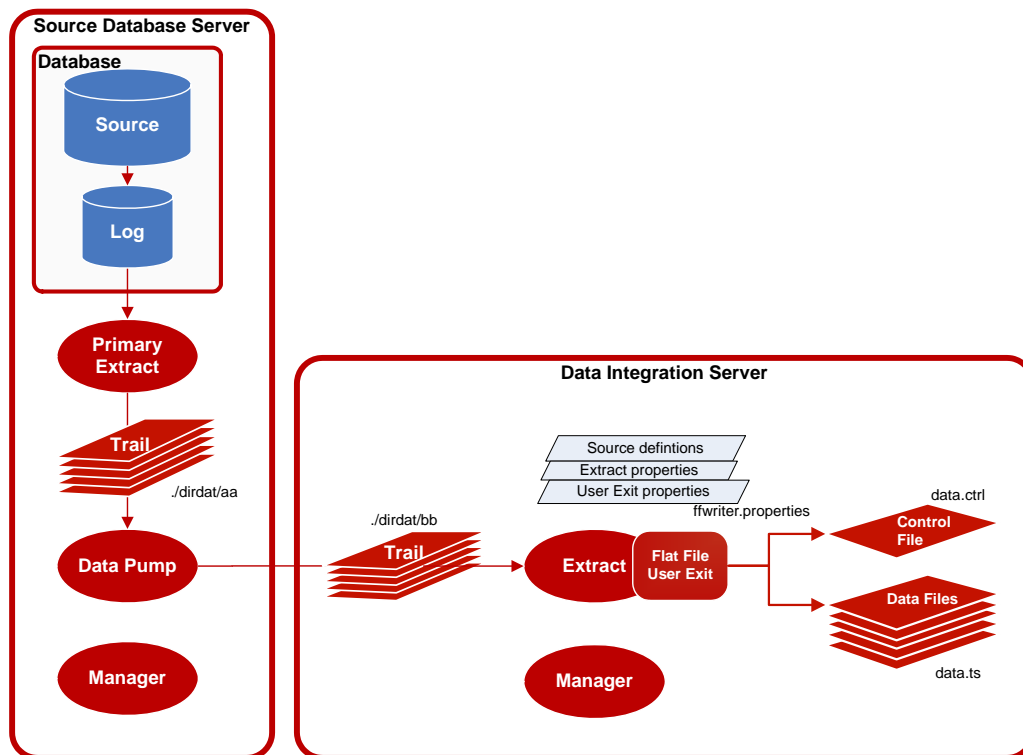 Source Database Server
Database
Source
Log
Primary
Extract
Trail
./dirdat/aa
Data Pump
Manager
Data Integration Server
Source defintions
Extract properties
User Exit properties
ffwriter.properties
./dirdat/bb
Trail
Extract
Flat File
User Exit
data.ctrl
Control
File
Data Files
data.ts
Manager